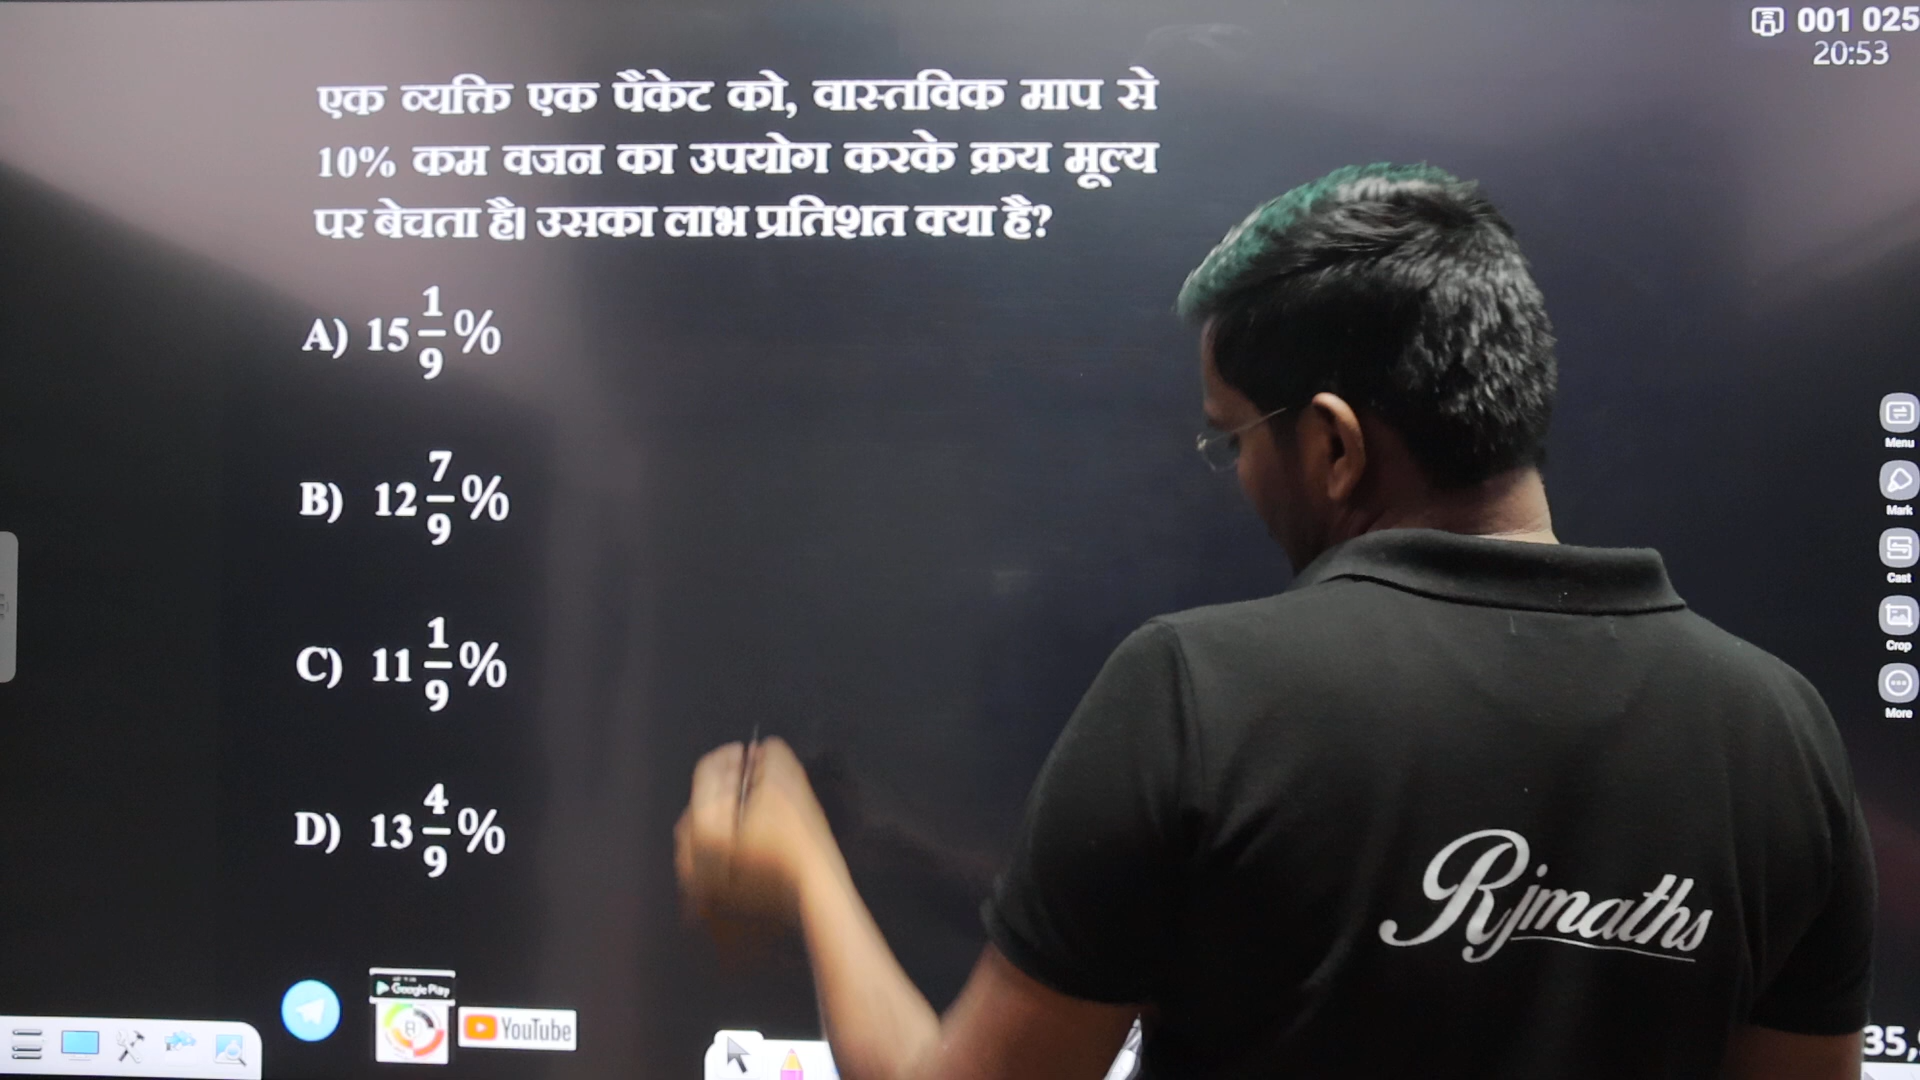 001 025
20:53
एक व्यक्ति एक पैकेट को, वास्तविक माप से
10% कम वजन का उपयोग करके क्रय मूल्य
पर बेचता है। उसका लाभ प्रतिशत क्या है?
A) 15 1/9 %
B) 12 7/9 %
C) 11 1/9 %
D) 13 4/9 %
Menu
Mark
Cast
Crop
More
Rjmaths
Google Play
YouTube
35,